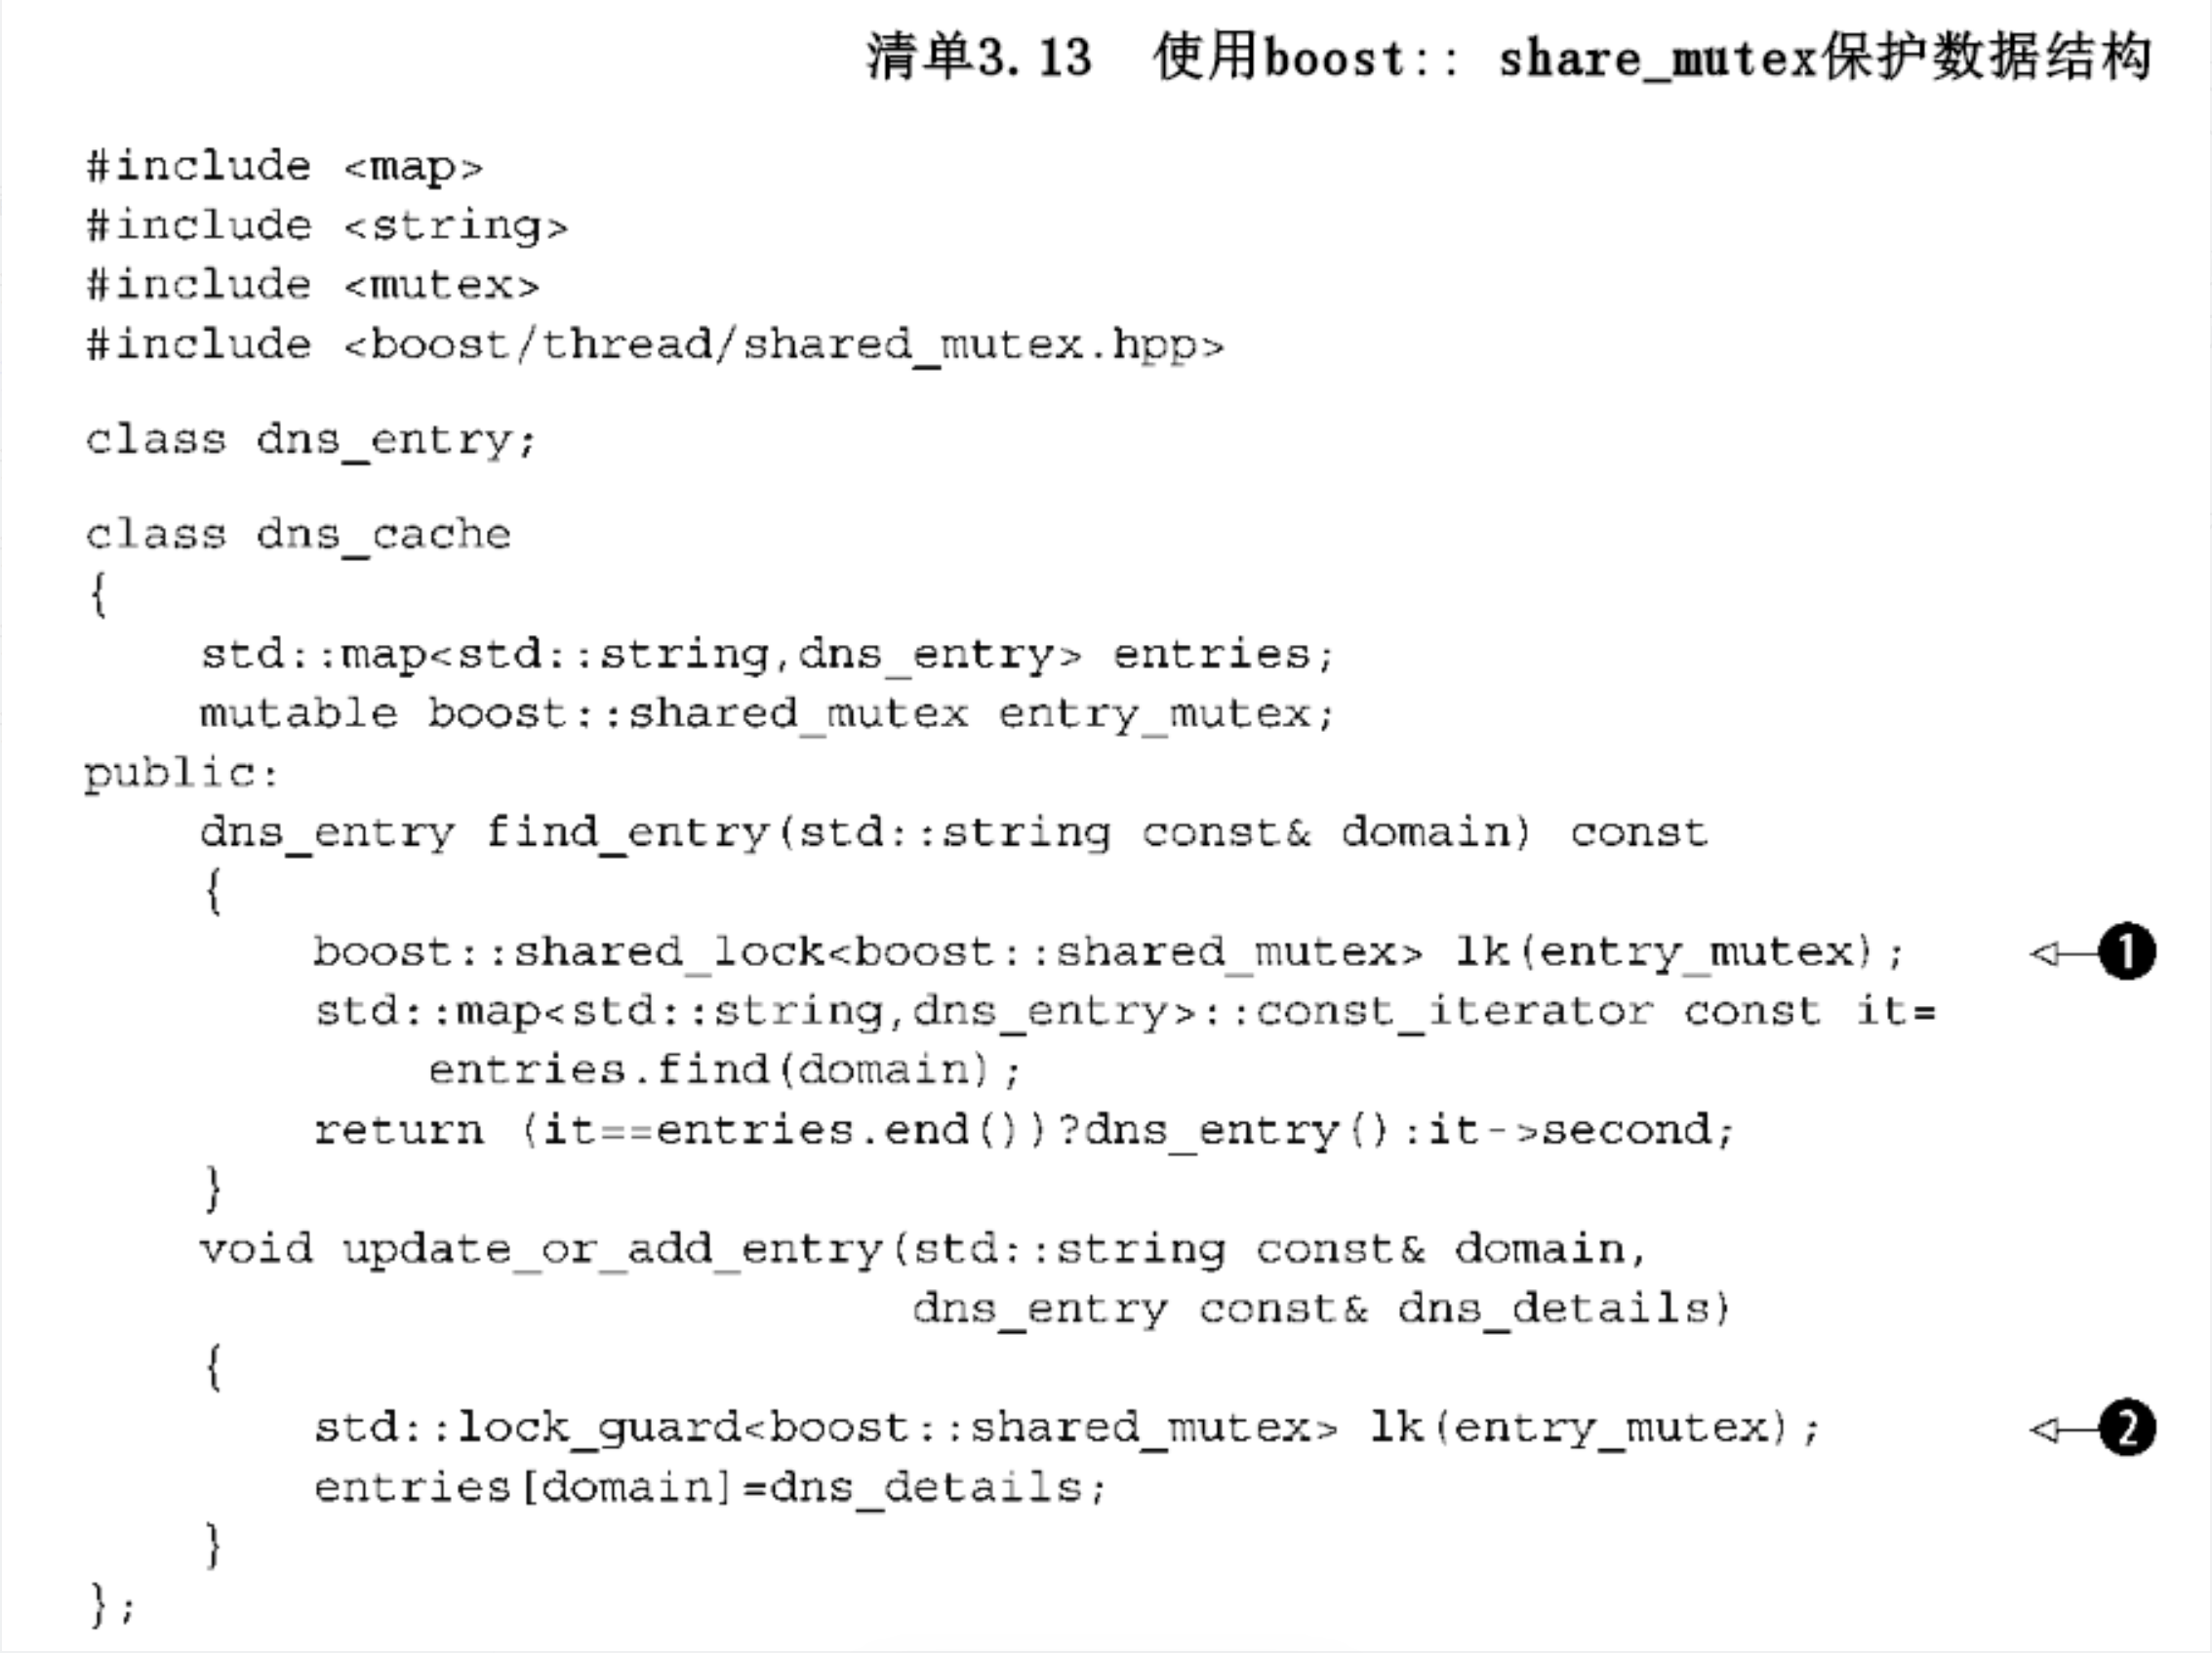 清单3.13 使用boost:: share_mutex保护数据结构
#include <map>
#include <string>
#include <mutex>
#include <boost/thread/shared_mutex.hpp>
class dns_entry;
class dns_cache
{
    std::map<std::string,dns_entry> entries;
    mutable boost::shared_mutex entry_mutex;
public:
    dns_entry find_entry(std::string const& domain) const
    {
        boost::shared_lock<boost::shared_mutex> lk(entry_mutex); ❶
        std::map<std::string,dns_entry>::const_iterator const it=
            entries.find(domain);
        return (it==entries.end())?dns_entry():it->second;
    }
    void update_or_add_entry(std::string const& domain,
                             dns_entry const& dns_details)
    {
        std::lock_guard<boost::shared_mutex> lk(entry_mutex); ❷
        entries[domain]=dns_details;
    }
};